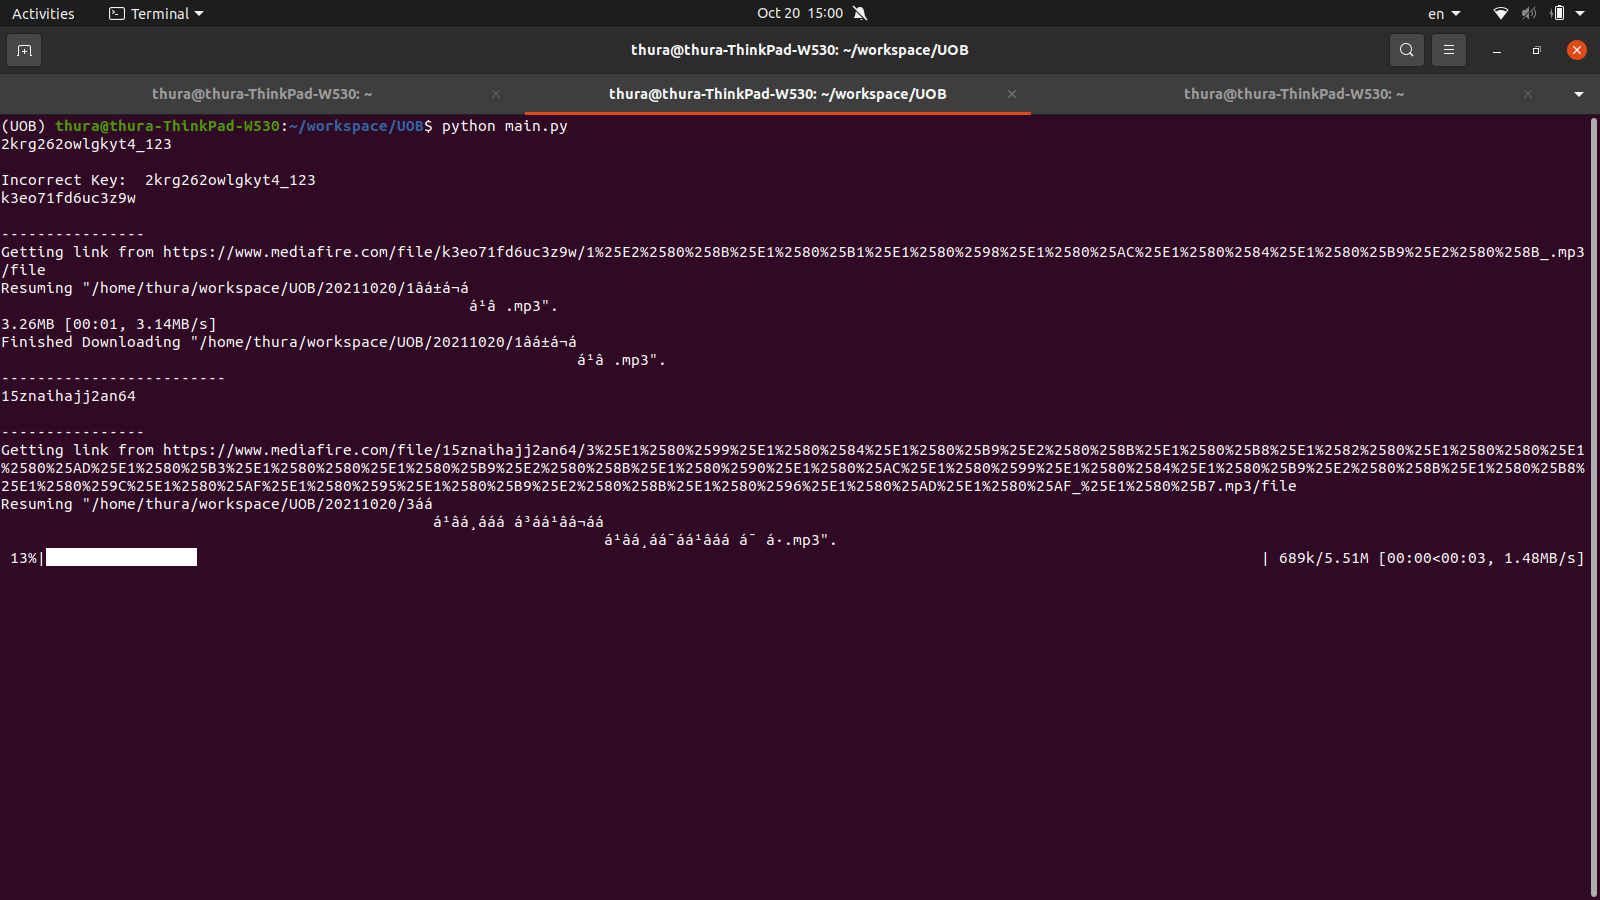 Activities Terminal Oct 20 15:00 en
thura@thura-ThinkPad-W530: ~/workspace/UOB
thura@thura-ThinkPad-W530: ~ thura@thura-ThinkPad-W530: ~/workspace/UOB thura@thura-ThinkPad-W530: ~
(UOB) thura@thura-ThinkPad-W530:~/workspace/UOB$ python main.py
2krg262owlgkyt4_123
Incorrect Key:  2krg262owlgkyt4_123
k3eo71fd6uc3z9w
----------------
Getting link from https://www.mediafire.com/file/k3eo71fd6uc3z9w/1%25E2%2580%258B%25E1%2580%25B1%25E1%2580%2598%25E1%2580%25AC%25E1%2580%2584%25E1%2580%25B9%25E2%2580%258B_.mp3
/file
Resuming "/home/thura/workspace/UOB/20211020/1âá±á¬á
á¹â .mp3".
3.26MB [00:01, 3.14MB/s]
Finished Downloading "/home/thura/workspace/UOB/20211020/1âá±á¬á
á¹â .mp3".
-------------------------
15znaihajj2an64
----------------
Getting link from https://www.mediafire.com/file/15znaihajj2an64/3%25E1%2580%2599%25E1%2580%2584%25E1%2580%25B9%25E2%2580%258B%25E1%2580%25B8%25E1%2582%2580%25E1%2580%2580%25E1
%2580%25AD%25E1%2580%25B3%25E1%2580%2580%25E1%2580%25B9%25E2%2580%258B%25E1%2580%2590%25E1%2580%25AC%25E1%2580%2599%25E1%2580%2584%25E1%2580%25B9%25E2%2580%258B%25E1%2580%25B8%
25E1%2580%259C%25E1%2580%25AF%25E1%2580%2595%25E1%2580%25B9%25E2%2580%258B%25E1%2580%2596%25E1%2580%25AD%25E1%2580%25AF_%25E1%2580%25B7.mp3/file
Resuming "/home/thura/workspace/UOB/20211020/3áá
á¹âá¸ááá á³áá¹âá¬áá
á¹âá¸áá¯áá¹âááá á¯ á·.mp3".
13%| | 689k/5.51M [00:00<00:03, 1.48MB/s]